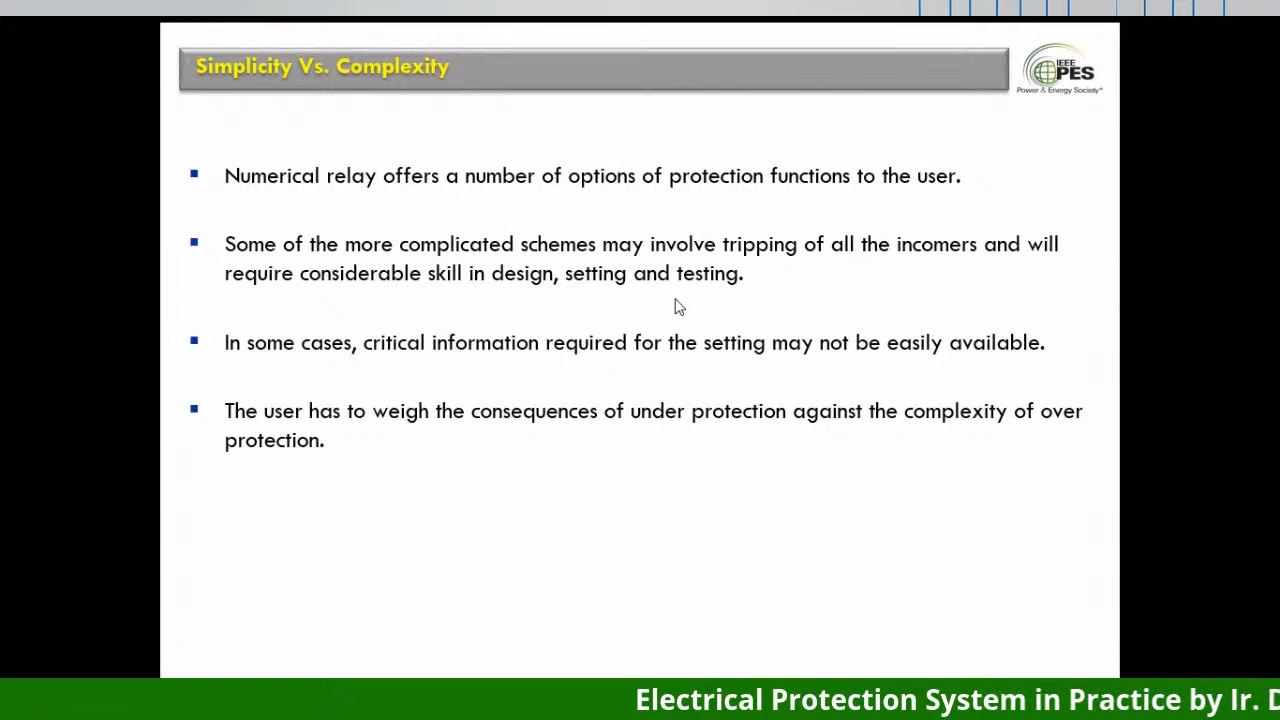 Simplicity Vs. Complexity
IEEE
PES
Power & Energy Society®
Numerical relay offers a number of options of protection functions to the user.
Some of the more complicated schemes may involve tripping of all the incomers and will
require considerable skill in design, setting and testing.
In some cases, critical information required for the setting may not be easily available.
The user has to weigh the consequences of under protection against the complexity of over
protection.
Electrical Protection System in Practice by Ir. D